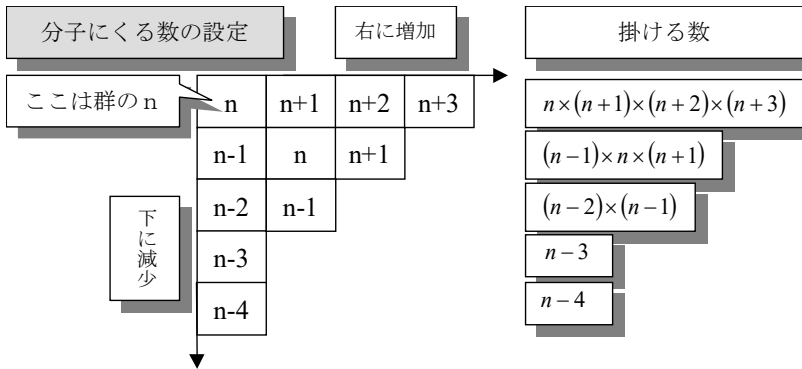 分子にくる数の設定
右に増加
掛ける数
ここは群のn
n n+1 n+2 n+3
n×(n+1)×(n+2)×(n+3)
n-1 n n+1
(n−1)×n×(n+1)
n-2 n-1
(n−2)×(n−1)
下に減少
n-3
n−3
n-4
n−4